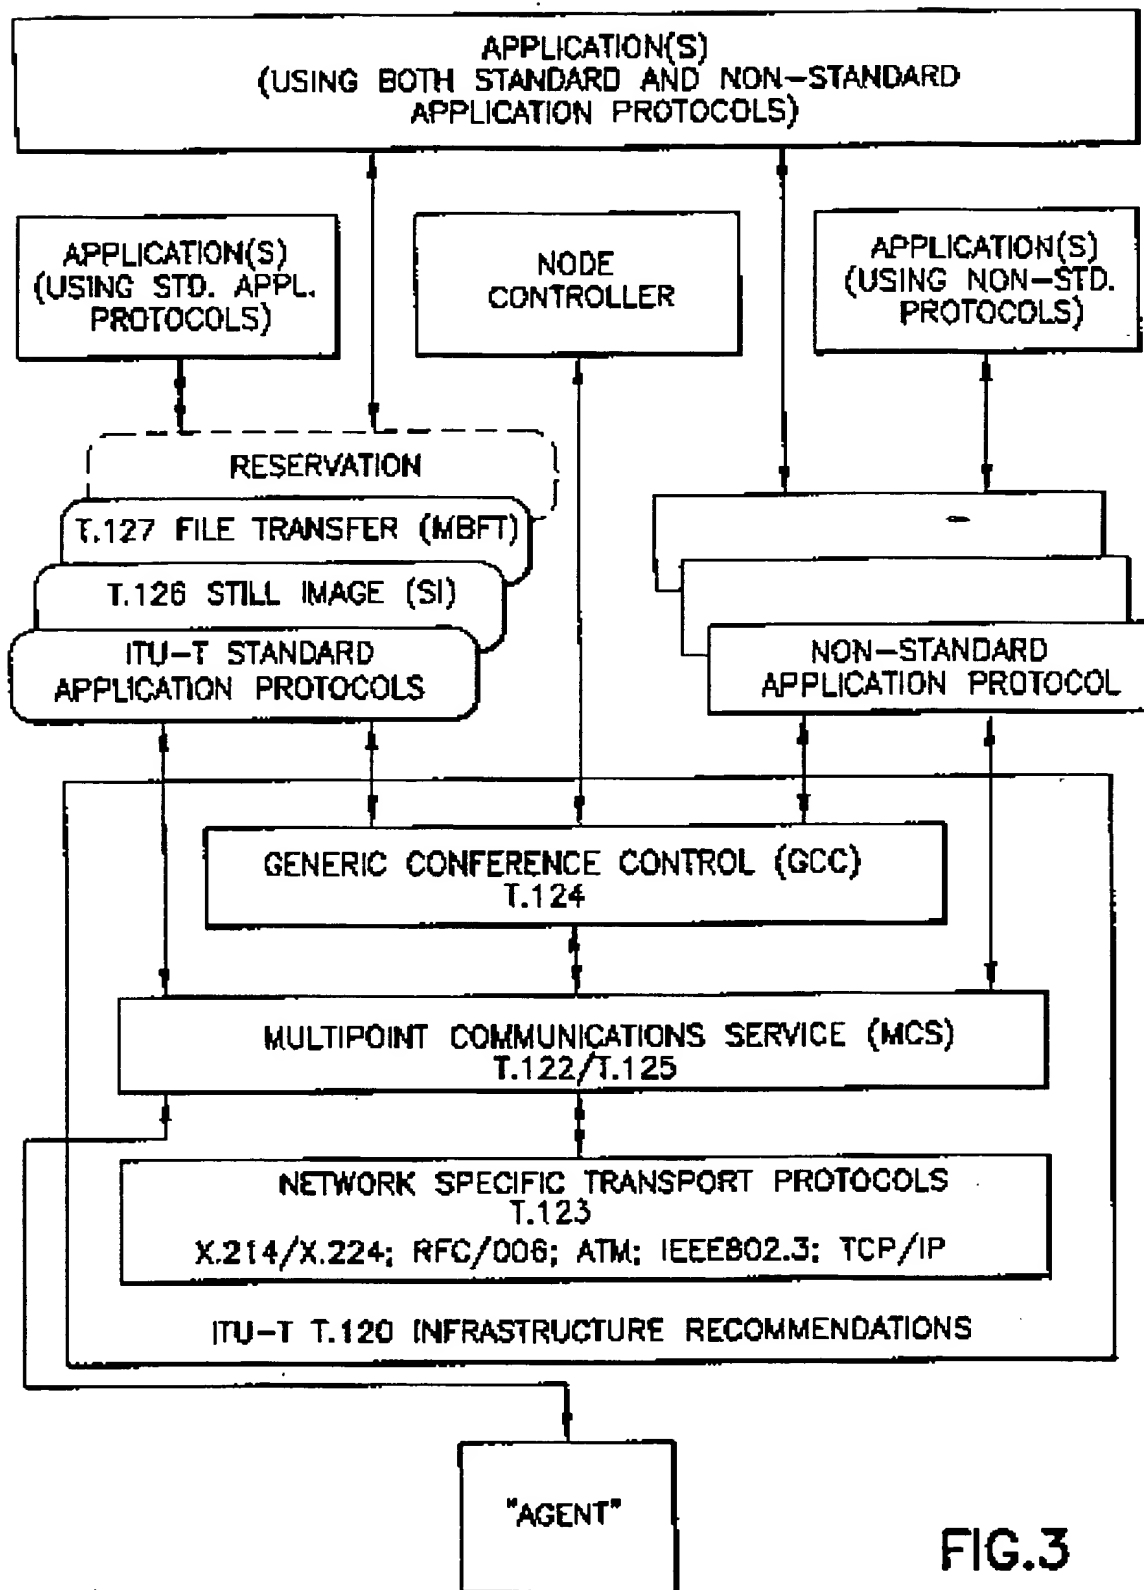 APPLICATION(S)
(USING BOTH STANDARD AND NON-STANDARD
APPLICATION PROTOCOLS)
APPLICATION(S)
(USING STD. APPL.
PROTOCOLS)
NODE
CONTROLLER
APPLICATION(S)
(USING NON-STD.
PROTOCOLS)
RESERVATION
T.127 FILE TRANSFER (MBFT)
T.126 STILL IMAGE (SI)
ITU-T STANDARD
APPLICATION PROTOCOLS
NON-STANDARD
APPLICATION PROTOCOL
GENERIC CONFERENCE CONTROL (GCC)
T.124
MULTIPOINT COMMUNICATIONS SERVICE (MCS)
T.122/T.125
NETWORK SPECIFIC TRANSPORT PROTOCOLS
T.123
X.214/X.224; RFC/006; ATM; IEEE802.3; TCP/IP
ITU-T T.120 INFRASTRUCTURE RECOMMENDATIONS
"AGENT"
FIG.3